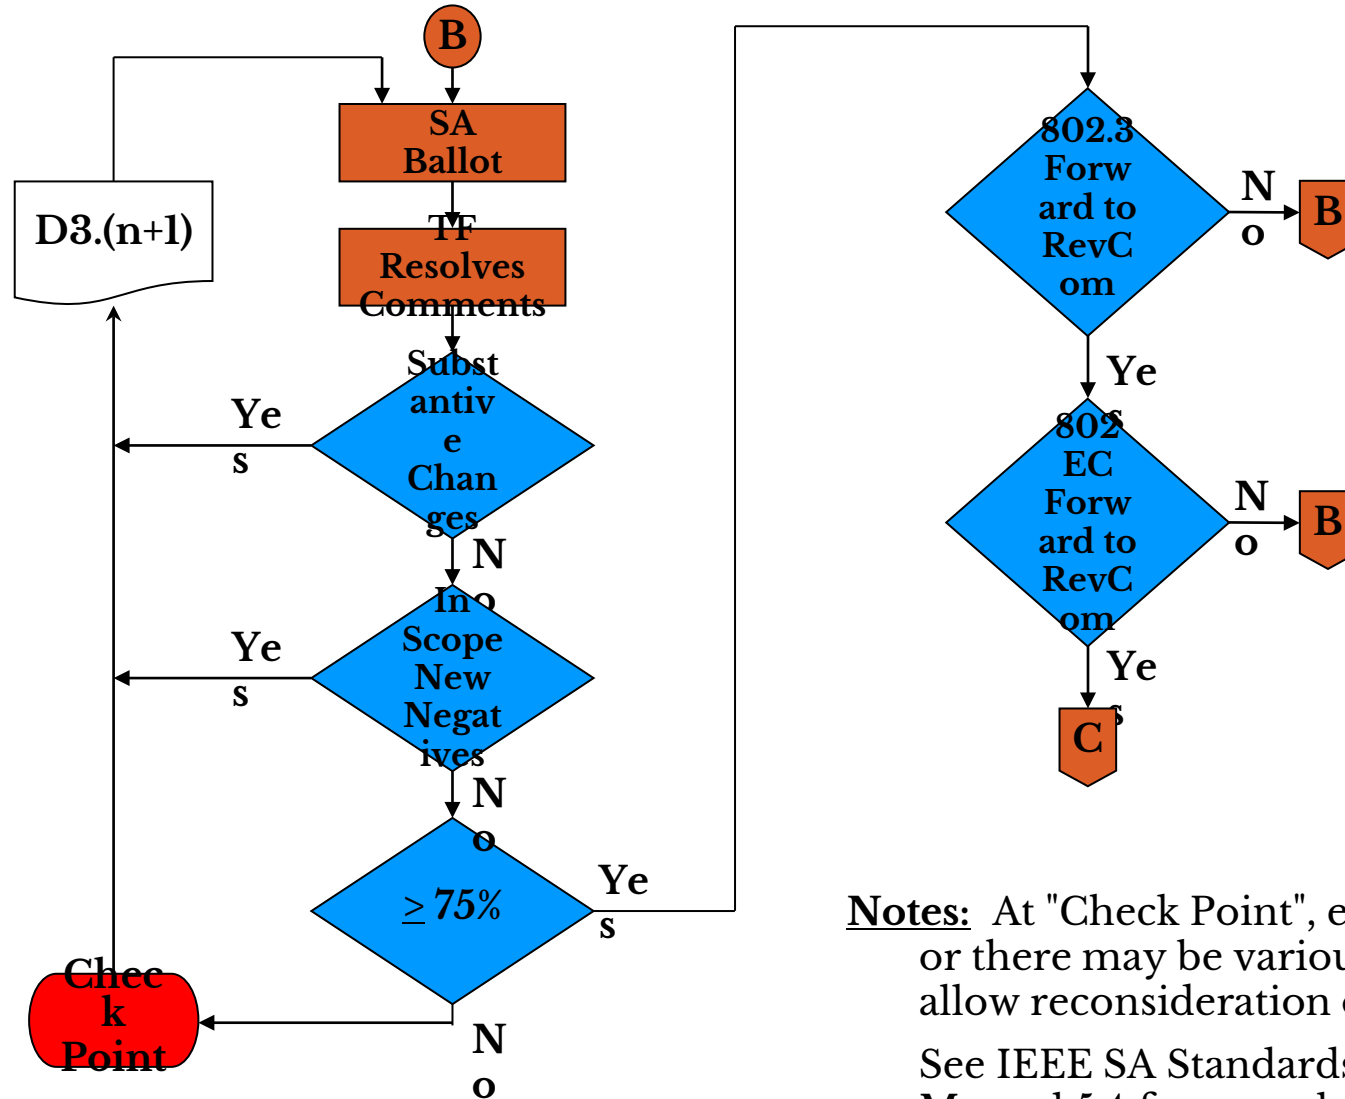 B
SA
Ballot
D3.(n+1)
TF
Resolves
Comments
Subst
antiv
e
Chan
ges
Ye
s
N
o
In
Scope
New
Negat
ives
Ye
s
N
o
≥ 75%
Ye
s
N
o
Chec
k
Point
802.3
Forw
ard to
RevC
om
N
o
B
Ye
s
802
EC
Forw
ard to
RevC
om
N
o
B
Ye
s
C
Notes: At "Check Point", e
or there may be variou
allow reconsideration
See IEEE SA Standards